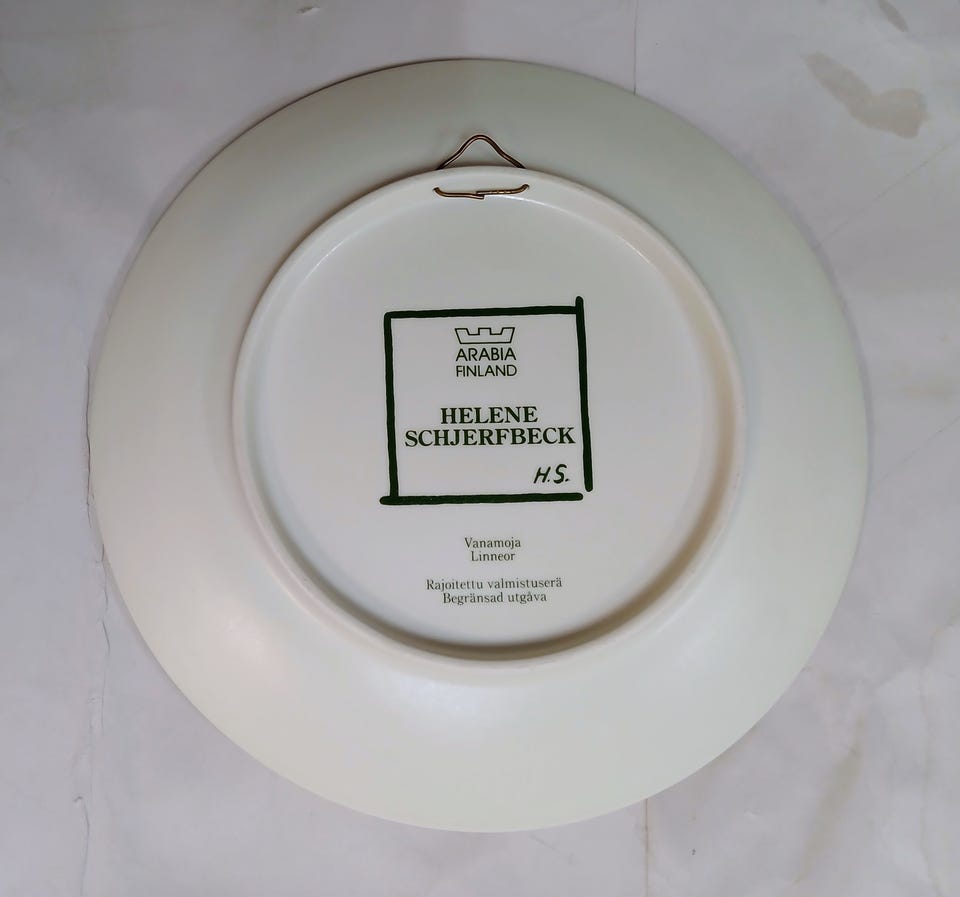 ARABIA
FINLAND
HELENE
SCHJERFBECK
H.S.
Vanamoja
Linneor
Rajoitettu valmistuserä
Begränsad utgåva